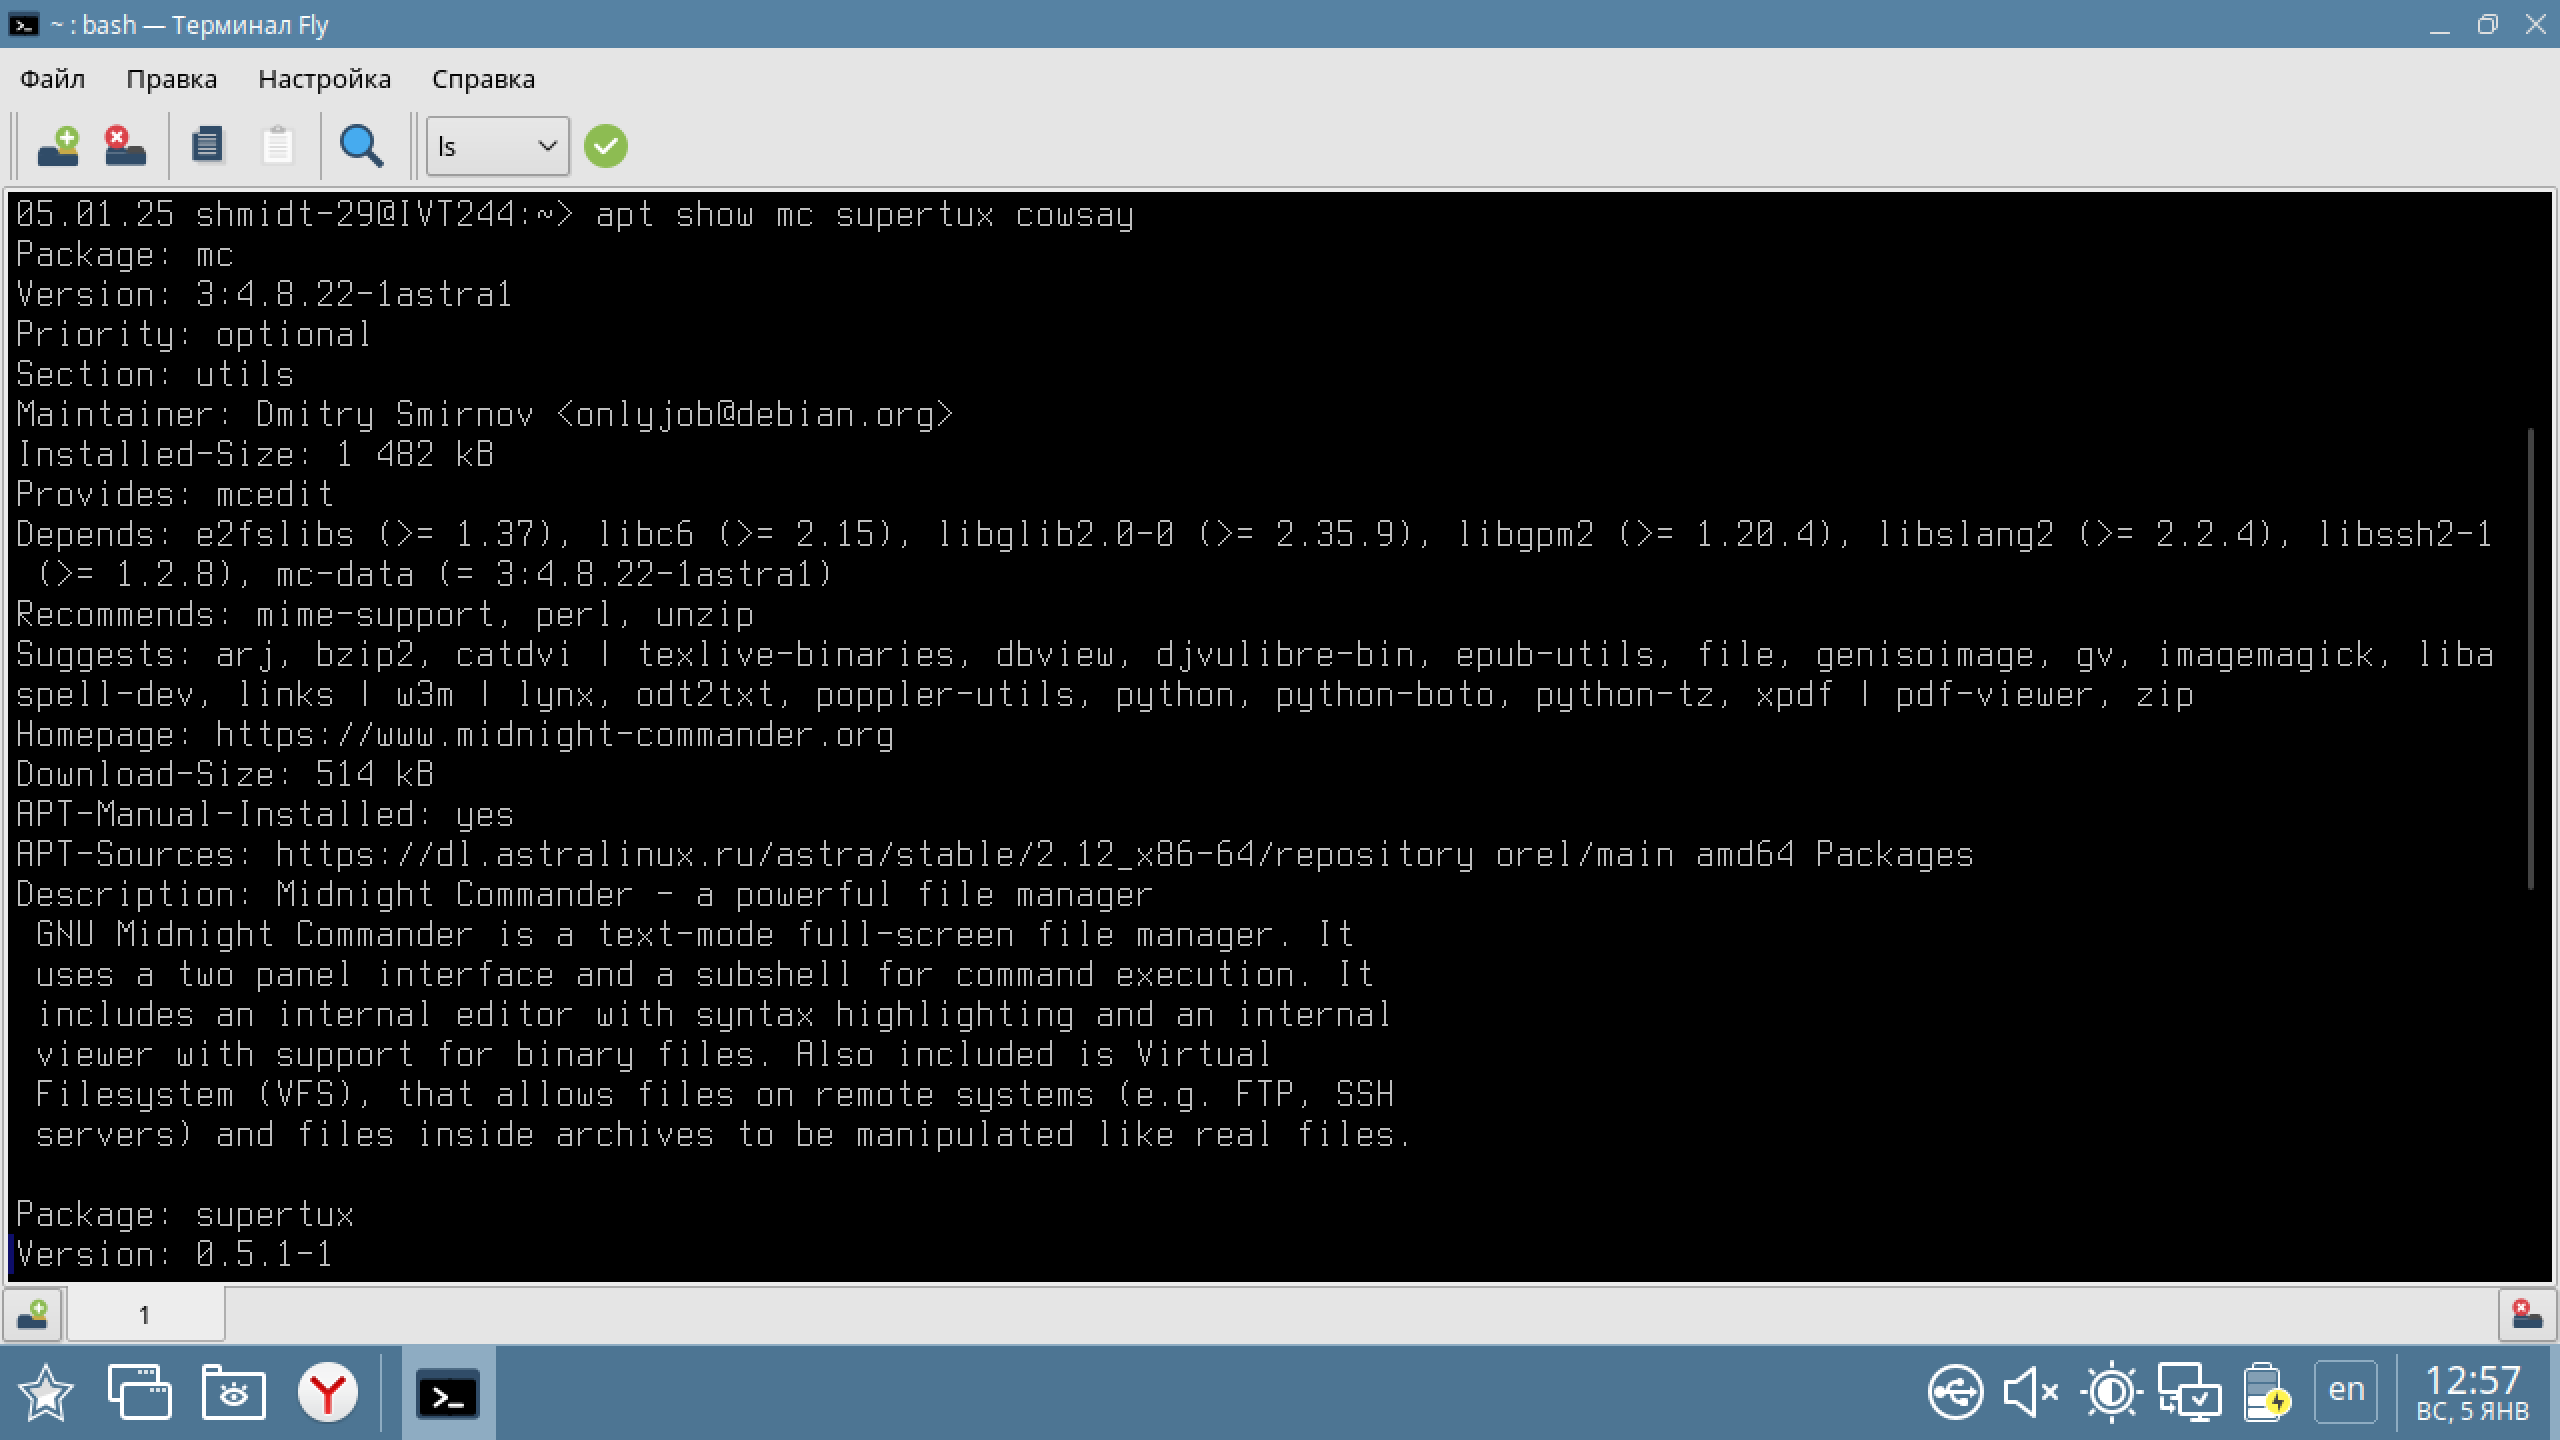 ~ : bash — Терминал Fly
Файл Правка Настройка Справка
ls
05.01.25 shmidt-29@IVT244:~> apt show mc supertux cowsay
Package: mc
Version: 3:4.8.22-1astra1
Priority: optional
Section: utils
Maintainer: Dmitry Smirnov <onlyjob@debian.org>
Installed-Size: 1 482 kB
Provides: mcedit
Depends: e2fslibs (>= 1.37), libc6 (>= 2.15), libglib2.0-0 (>= 2.35.9), libgpm2 (>= 1.20.4), libslang2 (>= 2.2.4), libssh2-1
 (>= 1.2.8), mc-data (= 3:4.8.22-1astra1)
Recommends: mime-support, perl, unzip
Suggests: arj, bzip2, catdvi | texlive-binaries, dbview, djvulibre-bin, epub-utils, file, genisoimage, gv, imagemagick, liba
spell-dev, links | w3m | lynx, odt2txt, poppler-utils, python, python-boto, python-tz, xpdf | pdf-viewer, zip
Homepage: https://www.midnight-commander.org
Download-Size: 514 kB
APT-Manual-Installed: yes
APT-Sources: https://dl.astralinux.ru/astra/stable/2.12_x86-64/repository orel/main amd64 Packages
Description: Midnight Commander - a powerful file manager
 GNU Midnight Commander is a text-mode full-screen file manager. It
 uses a two panel interface and a subshell for command execution. It
 includes an internal editor with syntax highlighting and an internal
 viewer with support for binary files. Also included is Virtual
 Filesystem (VFS), that allows files on remote systems (e.g. FTP, SSH
 servers) and files inside archives to be manipulated like real files.
Package: supertux
Version: 0.5.1-1
1
en
12:57
ВС, 5 ЯНВ